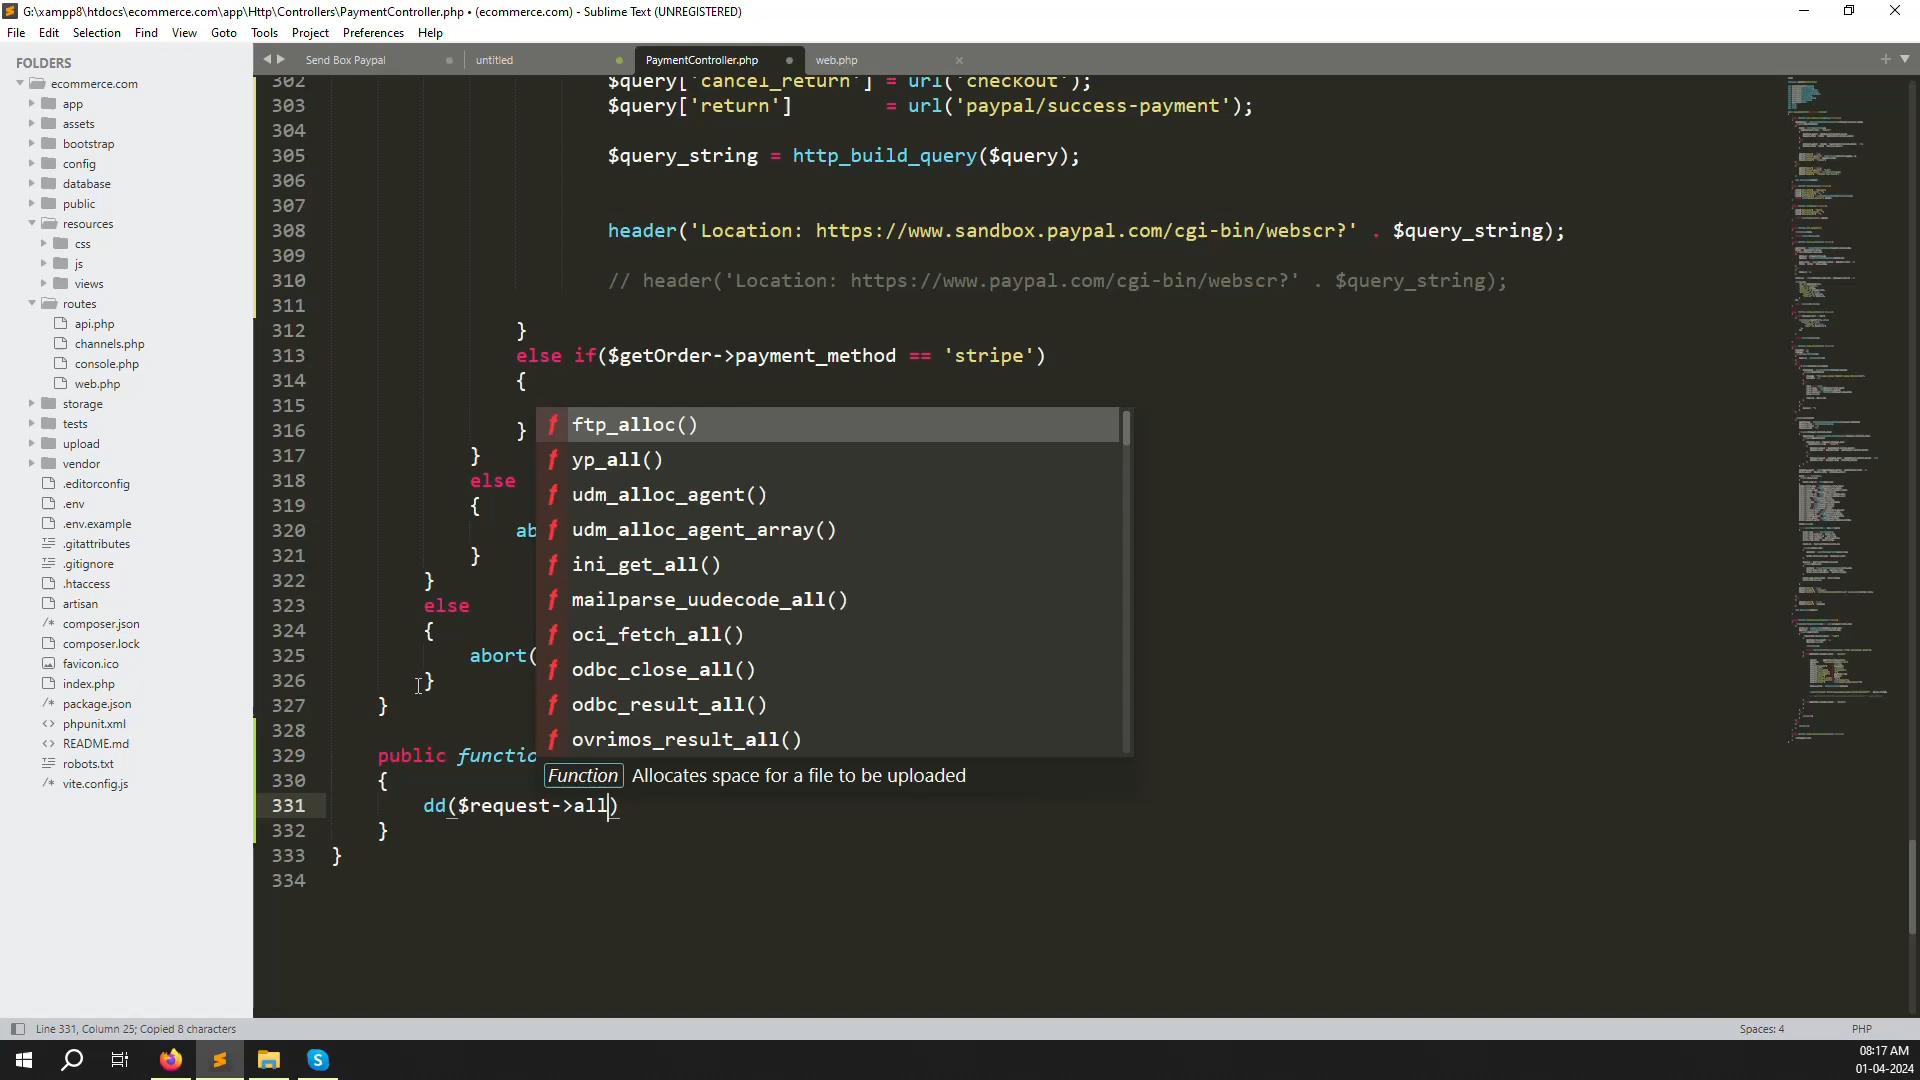 G:\xampp8\htdocs\ecommerce.com\app\Http\Controllers\PaymentController.php • (ecommerce.com) - Sublime Text (UNREGISTERED)
File Edit Selection Find View Goto Tools Project Preferences Help
FOLDERS
ecommerce.com
app
assets
bootstrap
config
database
public
resources
css
js
views
routes
api.php
channels.php
console.php
web.php
storage
tests
upload
vendor
.editorconfig
.env
.env.example
.gitattributes
.gitignore
.htaccess
artisan
composer.json
composer.lock
favicon.ico
index.php
package.json
phpunit.xml
README.md
robots.txt
vite.config.js
Send Box Paypal untitled PaymentController.php web.php
302 $query['cancel_return'] = url('checkout');
303 $query['return'] = url('paypal/success-payment');
304
305 $query_string = http_build_query($query);
306
307
308 header('Location: https://www.sandbox.paypal.com/cgi-bin/webscr?' . $query_string);
309
310 // header('Location: https://www.paypal.com/cgi-bin/webscr?' . $query_string);
311
312 }
313 else if($getOrder->payment_method == 'stripe')
314 {
315
316 }
317 }
318 else
319 {
320 ab
321 }
322 }
323 else
324 {
325 abort(
326 }
327 }
328
329 public functio
330 {
331 dd($request->all)
332 }
333 }
334
ftp_alloc()
yp_all()
udm_alloc_agent()
udm_alloc_agent_array()
ini_get_all()
mailparse_uudecode_all()
oci_fetch_all()
odbc_close_all()
odbc_result_all()
ovrimos_result_all()
Function Allocates space for a file to be uploaded
Line 331, Column 25; Copied 8 characters
Spaces: 4 PHP
08:17 AM
01-04-2024